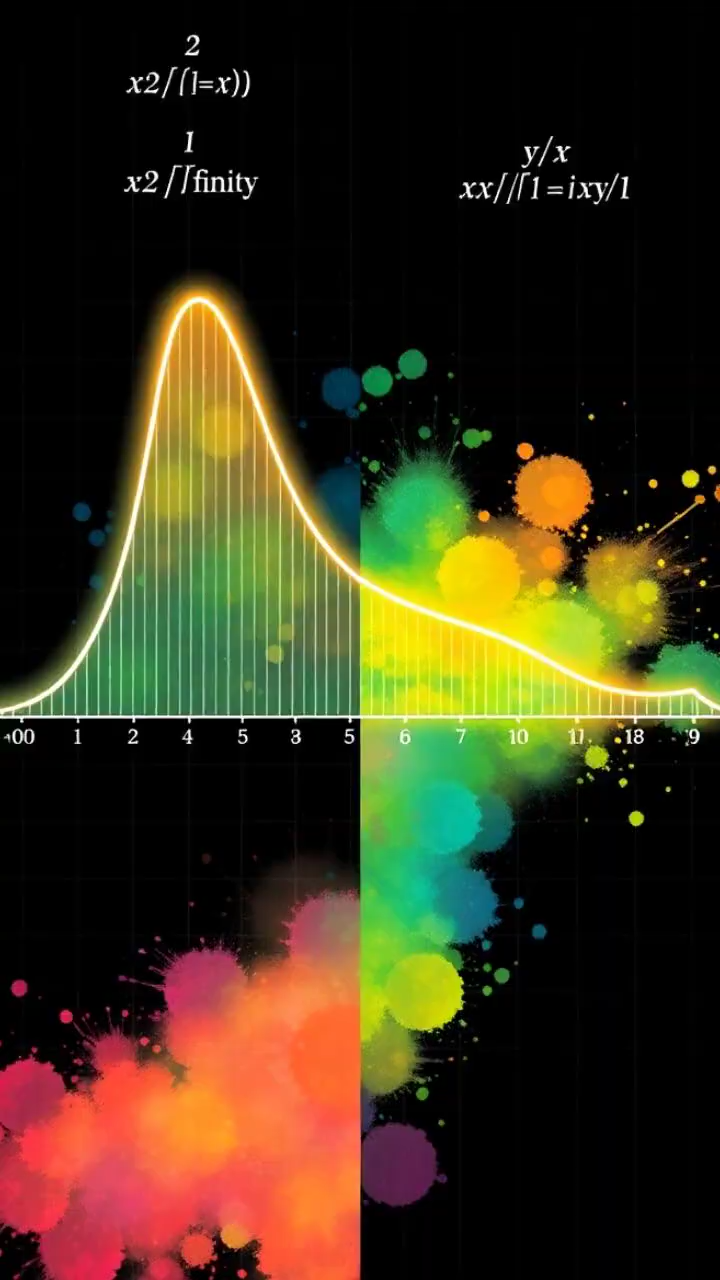 2
x2/⌈(⌈=x))
1
x2/⌈⌈finity
y/x
xx//⌈1=ixy/1
+00 1 2 4 5 3 5 6 7 10 11 18 9